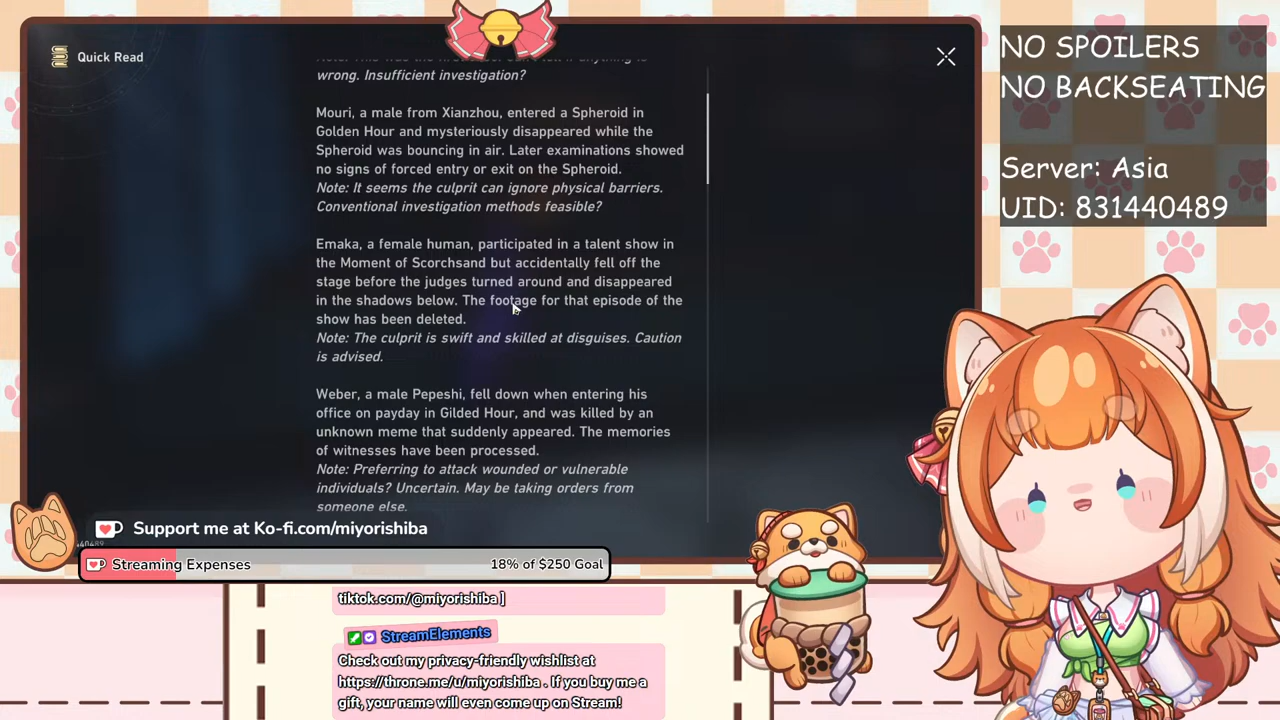 Quick Read
wrong. Insufficient investigation?
Mouri, a male from Xianzhou, entered a Spheroid in
Golden Hour and mysteriously disappeared while the
Spheroid was bouncing in air. Later examinations showed
no signs of forced entry or exit on the Spheroid.
Note: It seems the culprit can ignore physical barriers.
Conventional investigation methods feasible?
Emaka, a female human, participated in a talent show in
the Moment of Scorchsand but accidentally fell off the
stage before the judges turned around and disappeared
in the shadows below. The footage for that episode of the
show has been deleted.
Note: The culprit is swift and skilled at disguises. Caution
is advised.
Weber, a male Pepeshi, fell down when entering his
office on payday in Gilded Hour, and was killed by an
unknown meme that suddenly appeared. The memories
of witnesses have been processed.
Note: Preferring to attack wounded or vulnerable
individuals? Uncertain. May be taking orders from
someone else.
NO SPOILERS
NO BACKSEATING
Server: Asia
UID: 831440489
Support me at Ko-fi.com/miyorishiba
Streaming Expenses
18% of $250 Goal
tiktok.com/@miyorishiba ]
StreamElements
Check out my privacy-friendly wishlist at
https://throne.me/u/miyorishiba . If you buy me a
gift, your name will even come up on Stream!